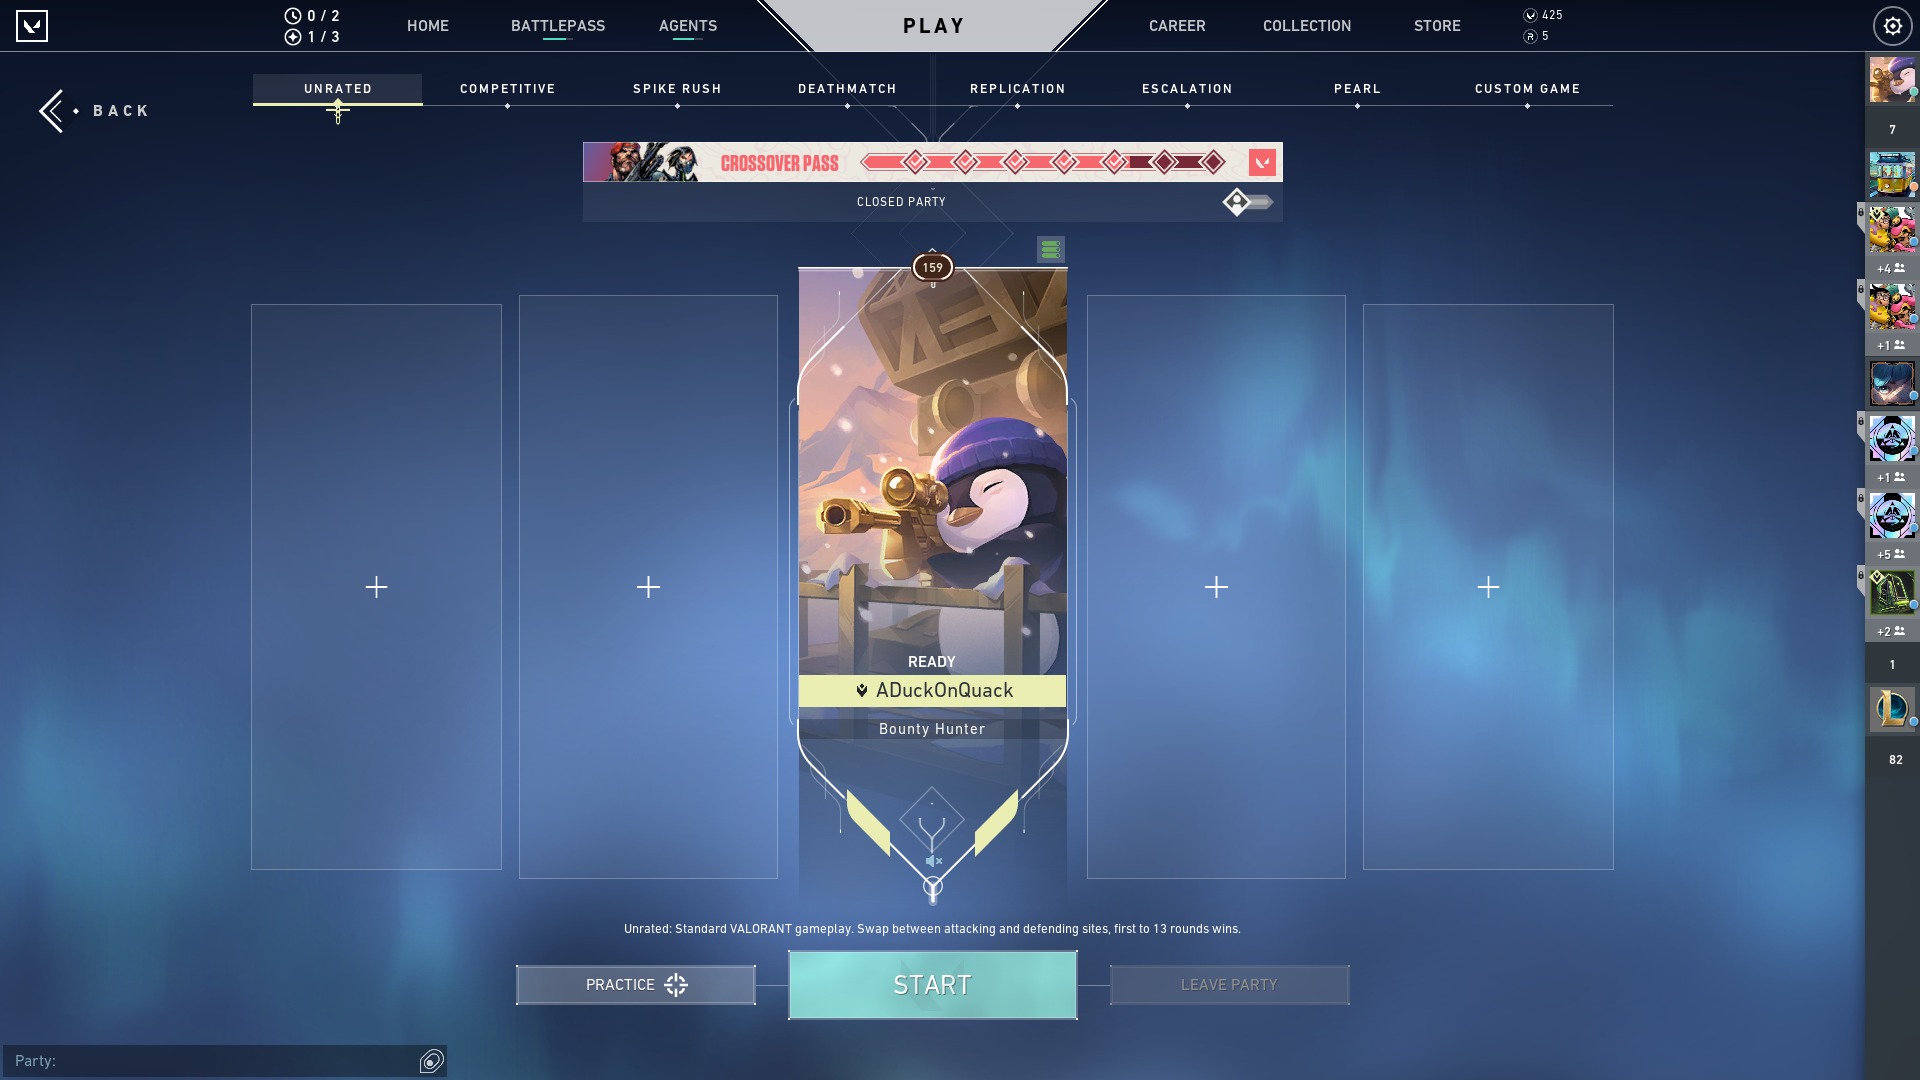 0 / 2
1 / 3
HOME
BATTLEPASS
AGENTS
PLAY
CAREER
COLLECTION
STORE
425
5
BACK
UNRATED
COMPETITIVE
SPIKE RUSH
DEATHMATCH
REPLICATION
ESCALATION
PEARL
CUSTOM GAME
CROSSOVER PASS
CLOSED PARTY
159
READY
ADuckOnQuack
Bounty Hunter
Unrated: Standard VALORANT gameplay. Swap between attacking and defending sites, first to 13 rounds wins.
PRACTICE
START
LEAVE PARTY
Party:
7
+4
+1
+1
+5
+2
1
82